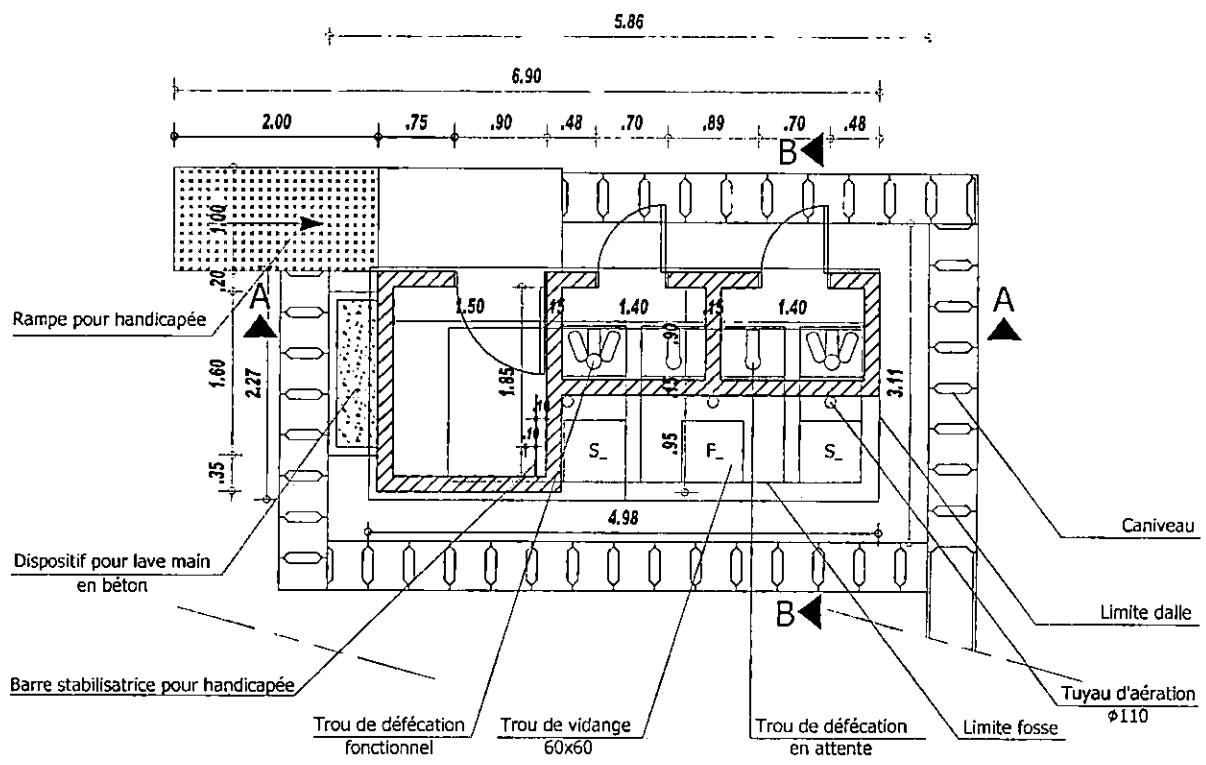 5.86
6.90
2.00 .75 .90 .48 .70 .89 .70 .48
B
1.00
.20
A
A
Rampe pour handicapée
1.50 .15 1.40 .15 1.40
.90
1.60
2.27
1.85
.15
3.11
.10
.10
.95
S_ F_ S_
.35
4.98
Caniveau
Dispositif pour lave main
en béton
B
Limite dalle
Barre stabilisatrice pour handicapée
Tuyau d'aération
ϕ110
Trou de défécation
fonctionnel
Trou de vidange
60x60
Trou de défécation
en attente
Limite fosse